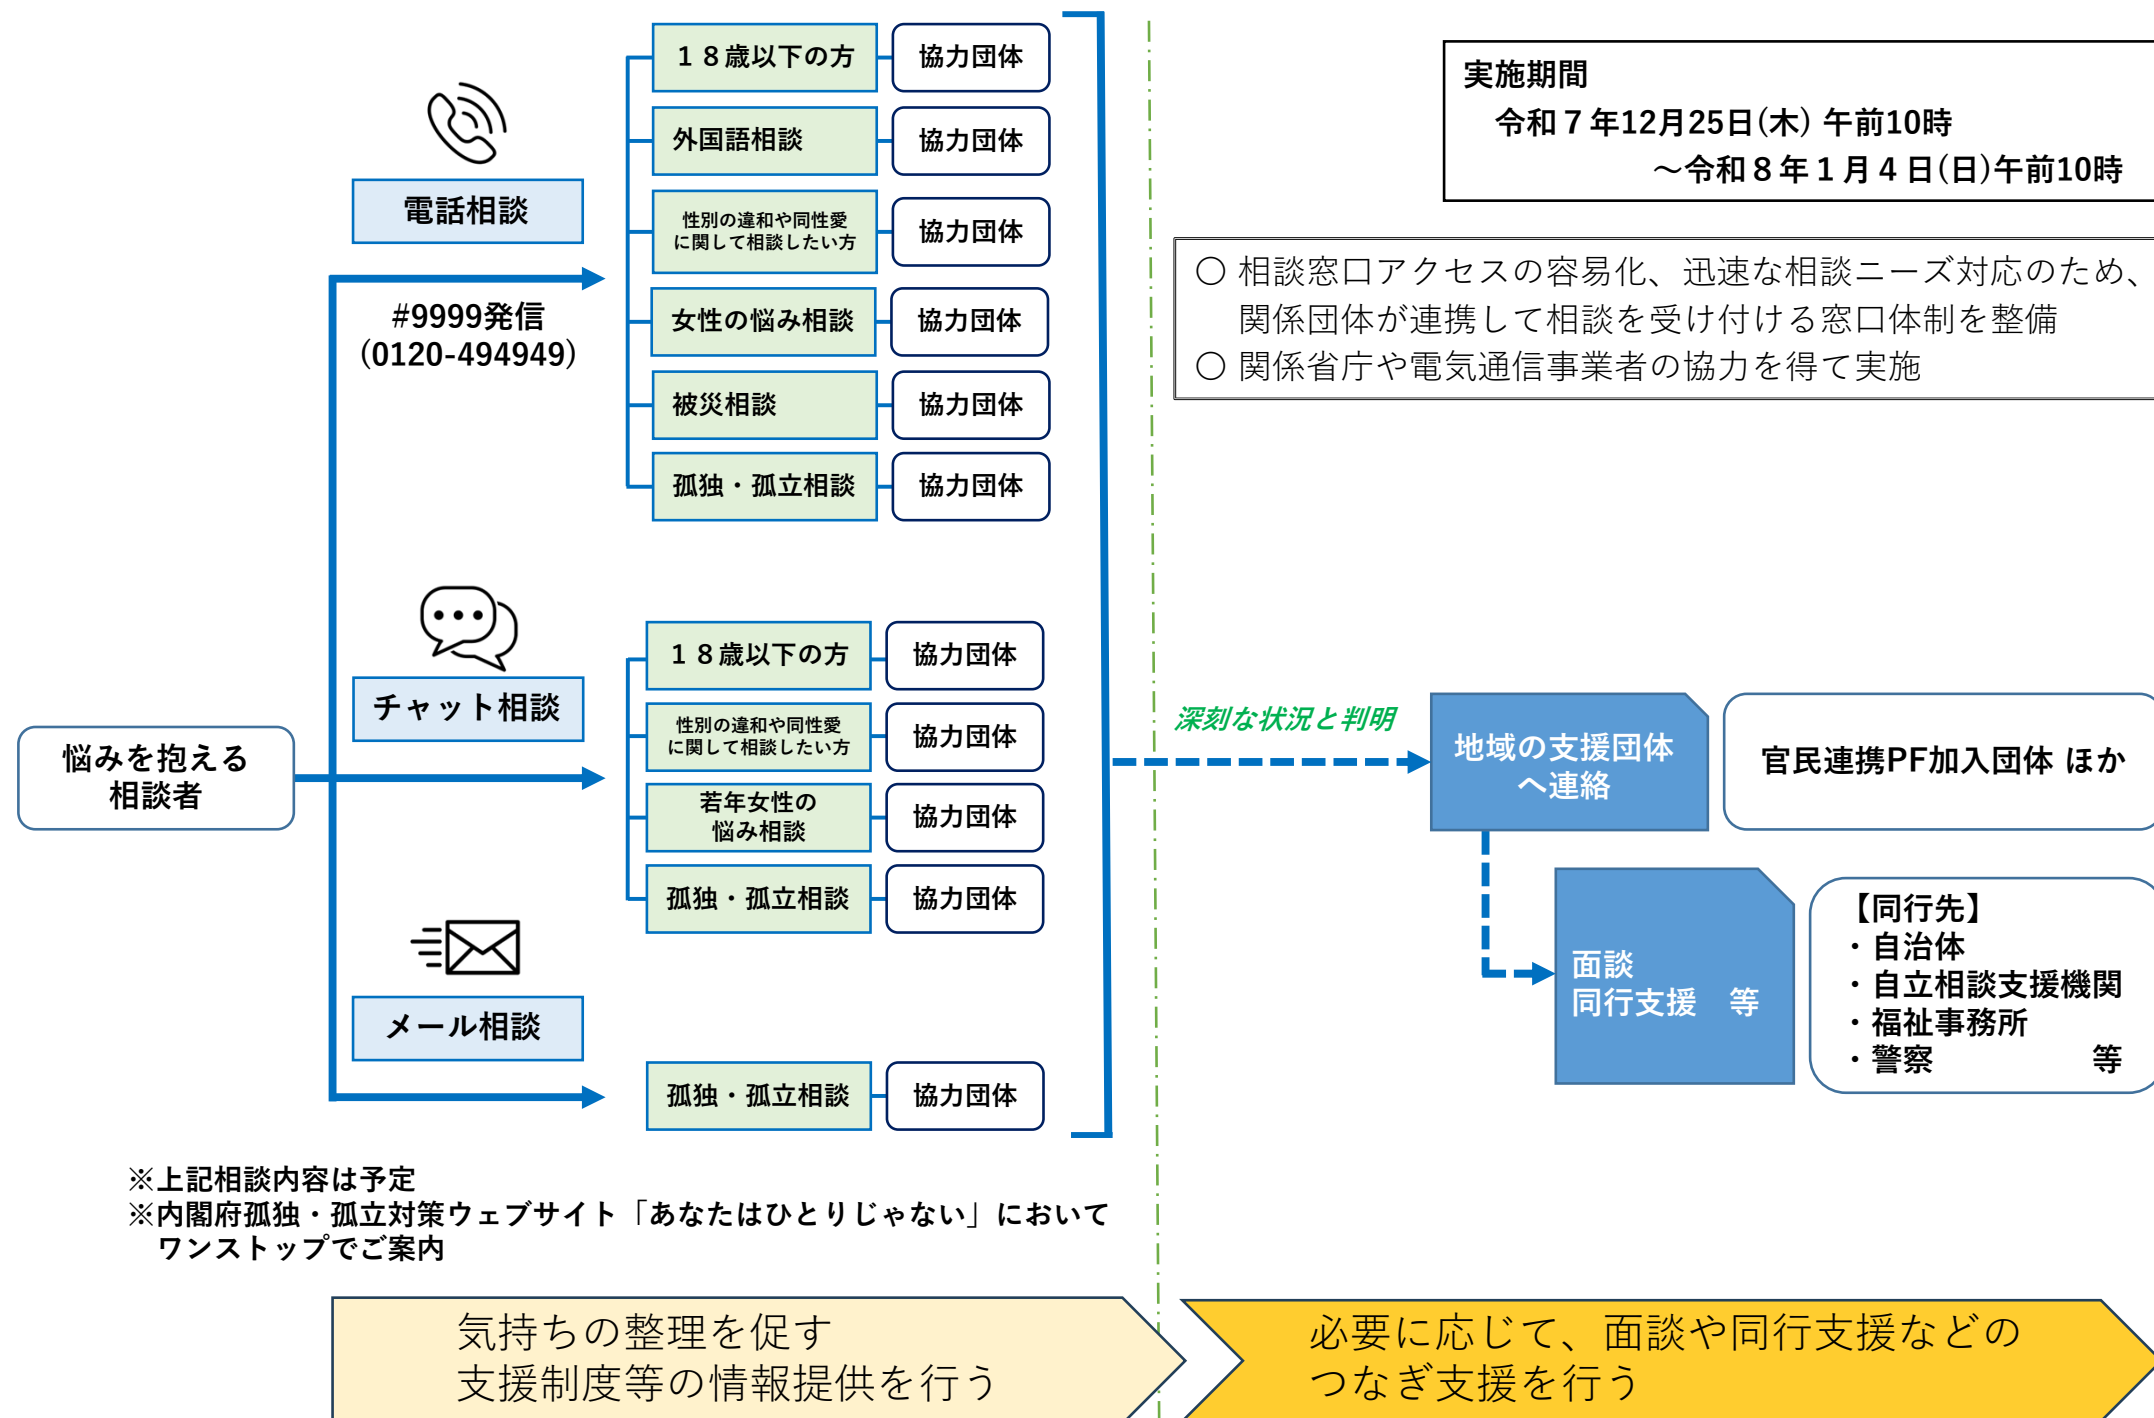 実施期間
令和７年12月25日(木) 午前10時
～令和８年１月４日(日)午前10時
〇 相談窓口アクセスの容易化、迅速な相談ニーズ対応のため、
関係団体が連携して相談を受け付ける窓口体制を整備
〇 関係省庁や電気通信事業者の協力を得て実施
悩みを抱える
相談者
電話相談
#9999発信
(0120-494949)
１８歳以下の方
協力団体
外国語相談
協力団体
性別の違和や同性愛
に関して相談したい方
協力団体
女性の悩み相談
協力団体
被災相談
協力団体
孤独・孤立相談
協力団体
チャット相談
１８歳以下の方
協力団体
性別の違和や同性愛
に関して相談したい方
協力団体
若年女性の
悩み相談
協力団体
孤独・孤立相談
協力団体
メール相談
孤独・孤立相談
協力団体
深刻な状況と判明
地域の支援団体
へ連絡
官民連携PF加入団体 ほか
面談
同行支援　等
【同行先】
・自治体
・自立相談支援機関
・福祉事務所
・警察　　　　　等
※上記相談内容は予定
※内閣府孤独・孤立対策ウェブサイト「あなたはひとりじゃない」において
ワンストップでご案内
気持ちの整理を促す
支援制度等の情報提供を行う
必要に応じて、面談や同行支援などの
つなぎ支援を行う